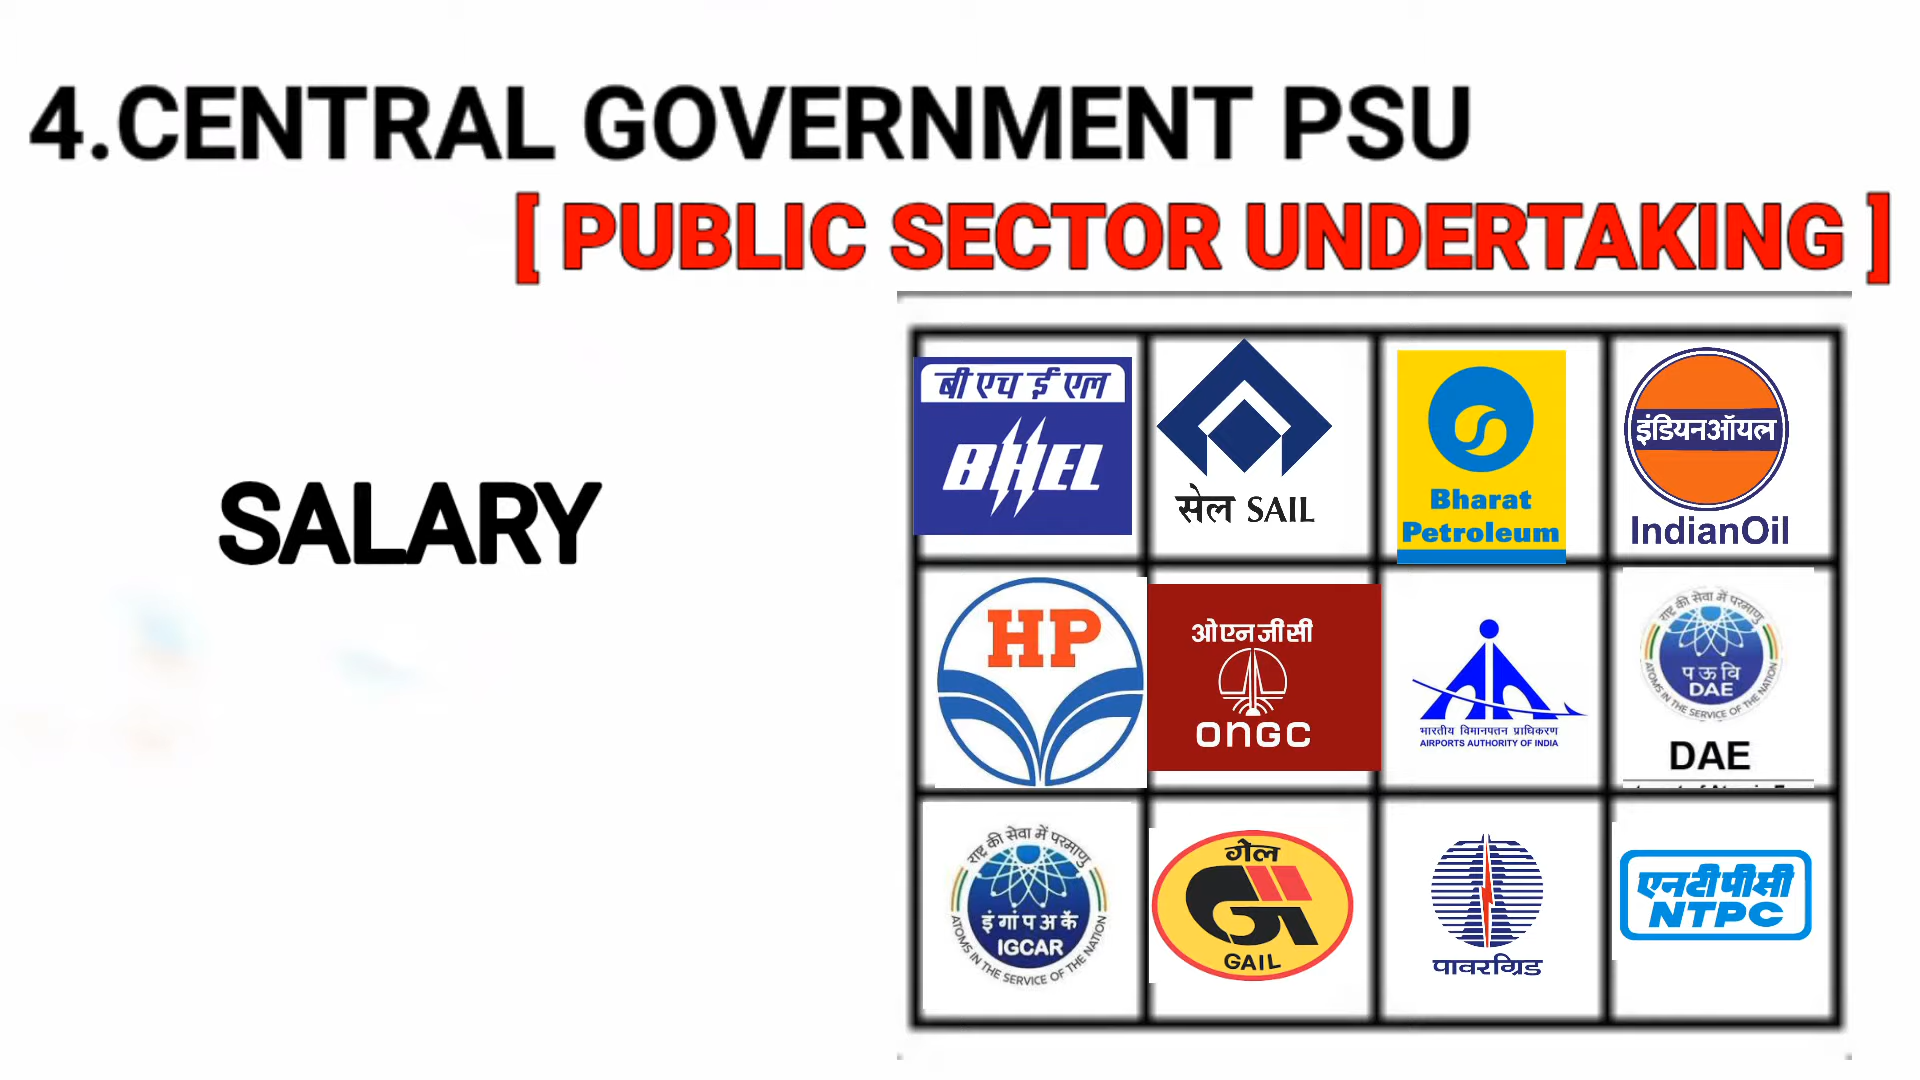 4.CENTRAL GOVERNMENT PSU
[ PUBLIC SECTOR UNDERTAKING ]
SALARY
बी एच ई एल
BHEL
सेल SAIL
Bharat
Petroleum
इंडियनऑयल
IndianOil
HP
ओएनजीसी
ONGC
भारतीय विमानपत्तन प्राधिकरण
AIRPORTS AUTHORITY OF INDIA
राष्ट्र की सेवा में परमाणु
प ऊ वि
DAE
ATOMS IN THE SERVICE OF THE NATION
DAE
राष्ट्र की सेवा में परमाणु
इं गां प अ कें
IGCAR
ATOMS IN THE SERVICE OF THE NATION
गेल
GAIL
पावरग्रिड
एनटीपीसी
NTPC